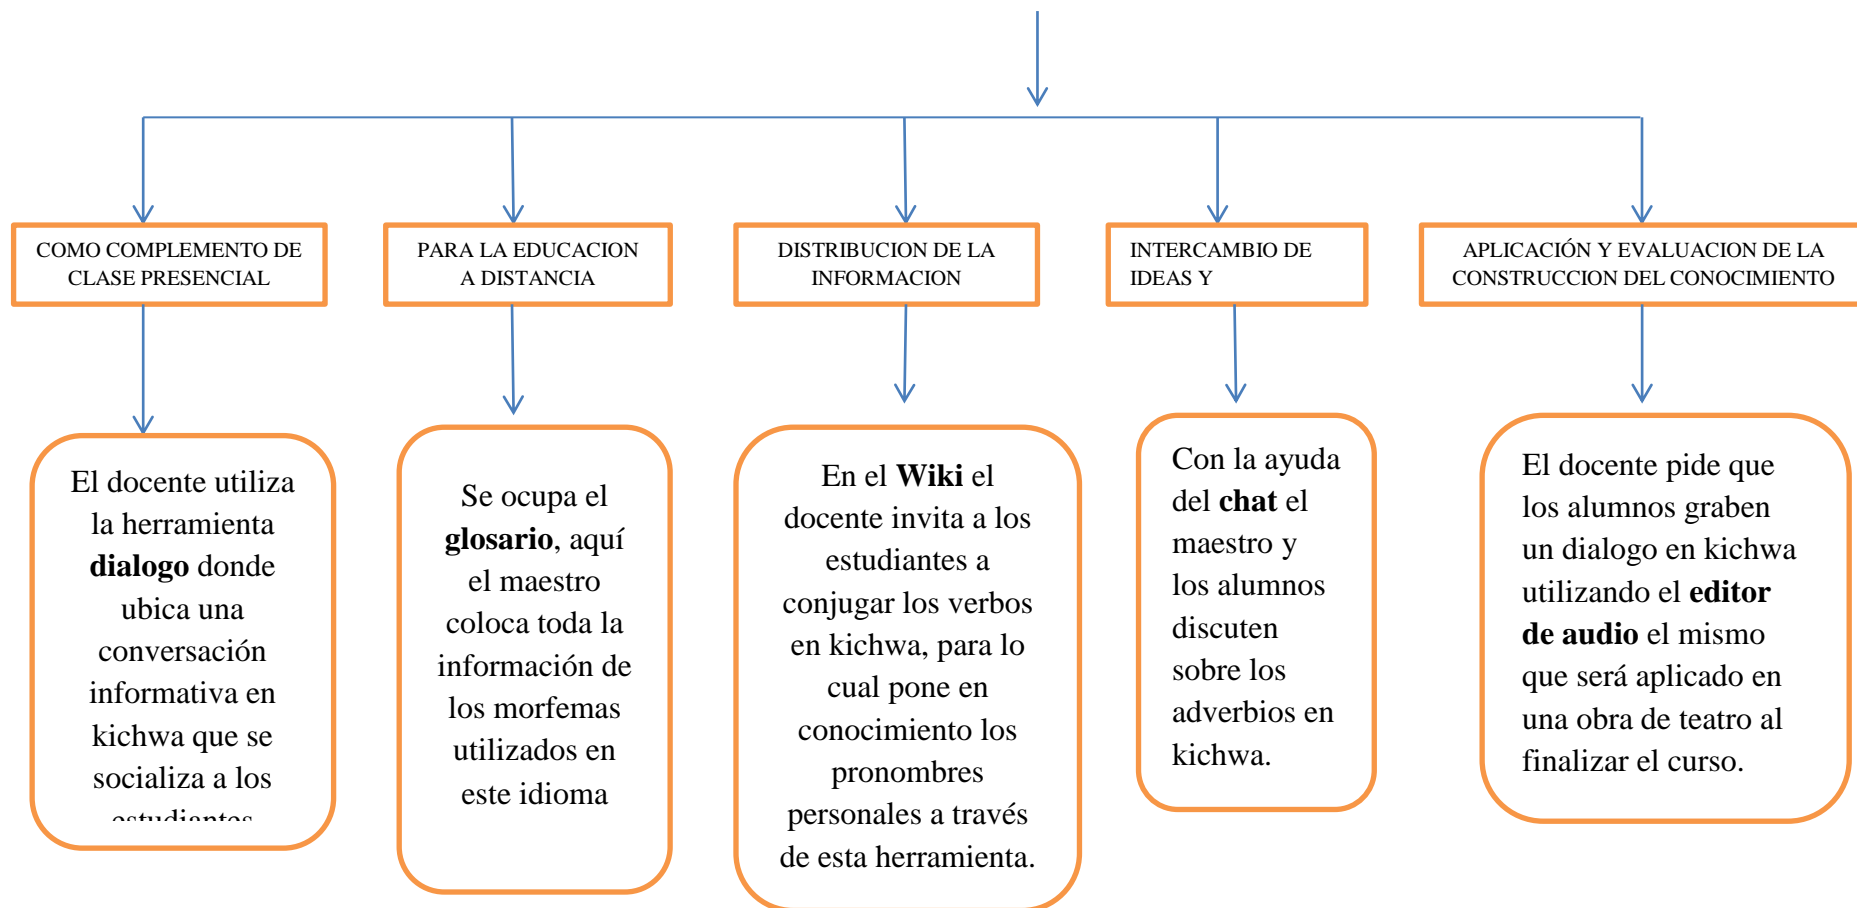 COMO COMPLEMENTO DE
CLASE PRESENCIAL
PARA LA EDUCACION
A DISTANCIA
DISTRIBUCION DE LA
INFORMACION
INTERCAMBIO DE
IDEAS Y
APLICACIÓN Y EVALUACION DE LA
CONSTRUCCION DEL CONOCIMIENTO
El docente utiliza
la herramienta
dialogo donde
ubica una
conversación
informativa en
kichwa que se
socializa a los
estudiantes
Se ocupa el
glosario, aquí
el maestro
coloca toda la
información de
los morfemas
utilizados en
este idioma
En el Wiki el
docente invita a los
estudiantes a
conjugar los verbos
en kichwa, para lo
cual pone en
conocimiento los
pronombres
personales a través
de esta herramienta.
Con la ayuda
del chat el
maestro y
los alumnos
discuten
sobre los
adverbios en
kichwa.
El docente pide que
los alumnos graben
un dialogo en kichwa
utilizando el editor
de audio el mismo
que será aplicado en
una obra de teatro al
finalizar el curso.